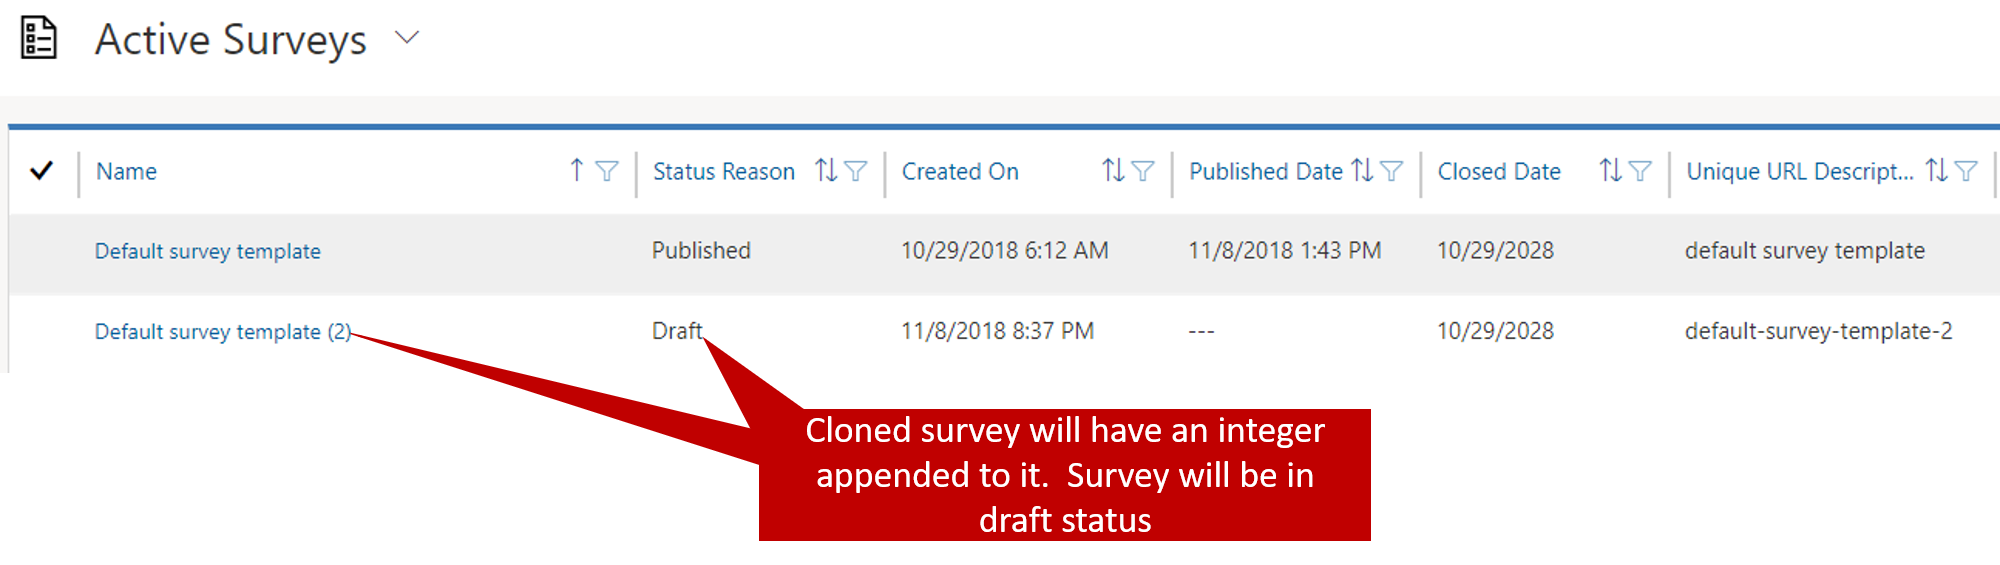 Active Surveys
Name Status Reason Created On Published Date Closed Date Unique URL Descript...
Default survey template Published 10/29/2018 6:12 AM 11/8/2018 1:43 PM 10/29/2028 default survey template
Default survey template (2) Draft 11/8/2018 8:37 PM --- 10/29/2028 default-survey-template-2
Cloned survey will have an integer
appended to it.  Survey will be in
draft status